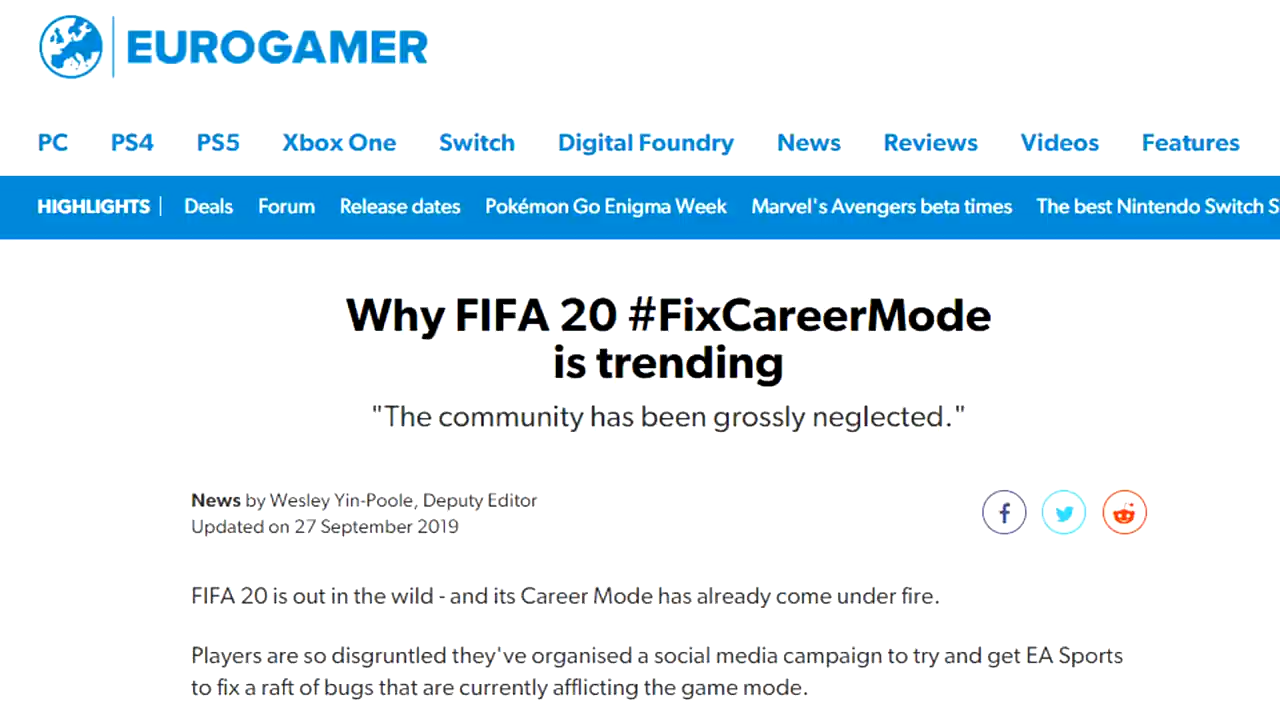 EUROGAMER
PC PS4 PS5 Xbox One Switch Digital Foundry News Reviews Videos Features
HIGHLIGHTS | Deals Forum Release dates Pokémon Go Enigma Week Marvel's Avengers beta times The best Nintendo Switch S
Why FIFA 20 #FixCareerMode
is trending
"The community has been grossly neglected."
News by Wesley Yin-Poole, Deputy Editor
Updated on 27 September 2019
FIFA 20 is out in the wild - and its Career Mode has already come under fire.
Players are so disgruntled they've organised a social media campaign to try and get EA Sports
to fix a raft of bugs that are currently afflicting the game mode.